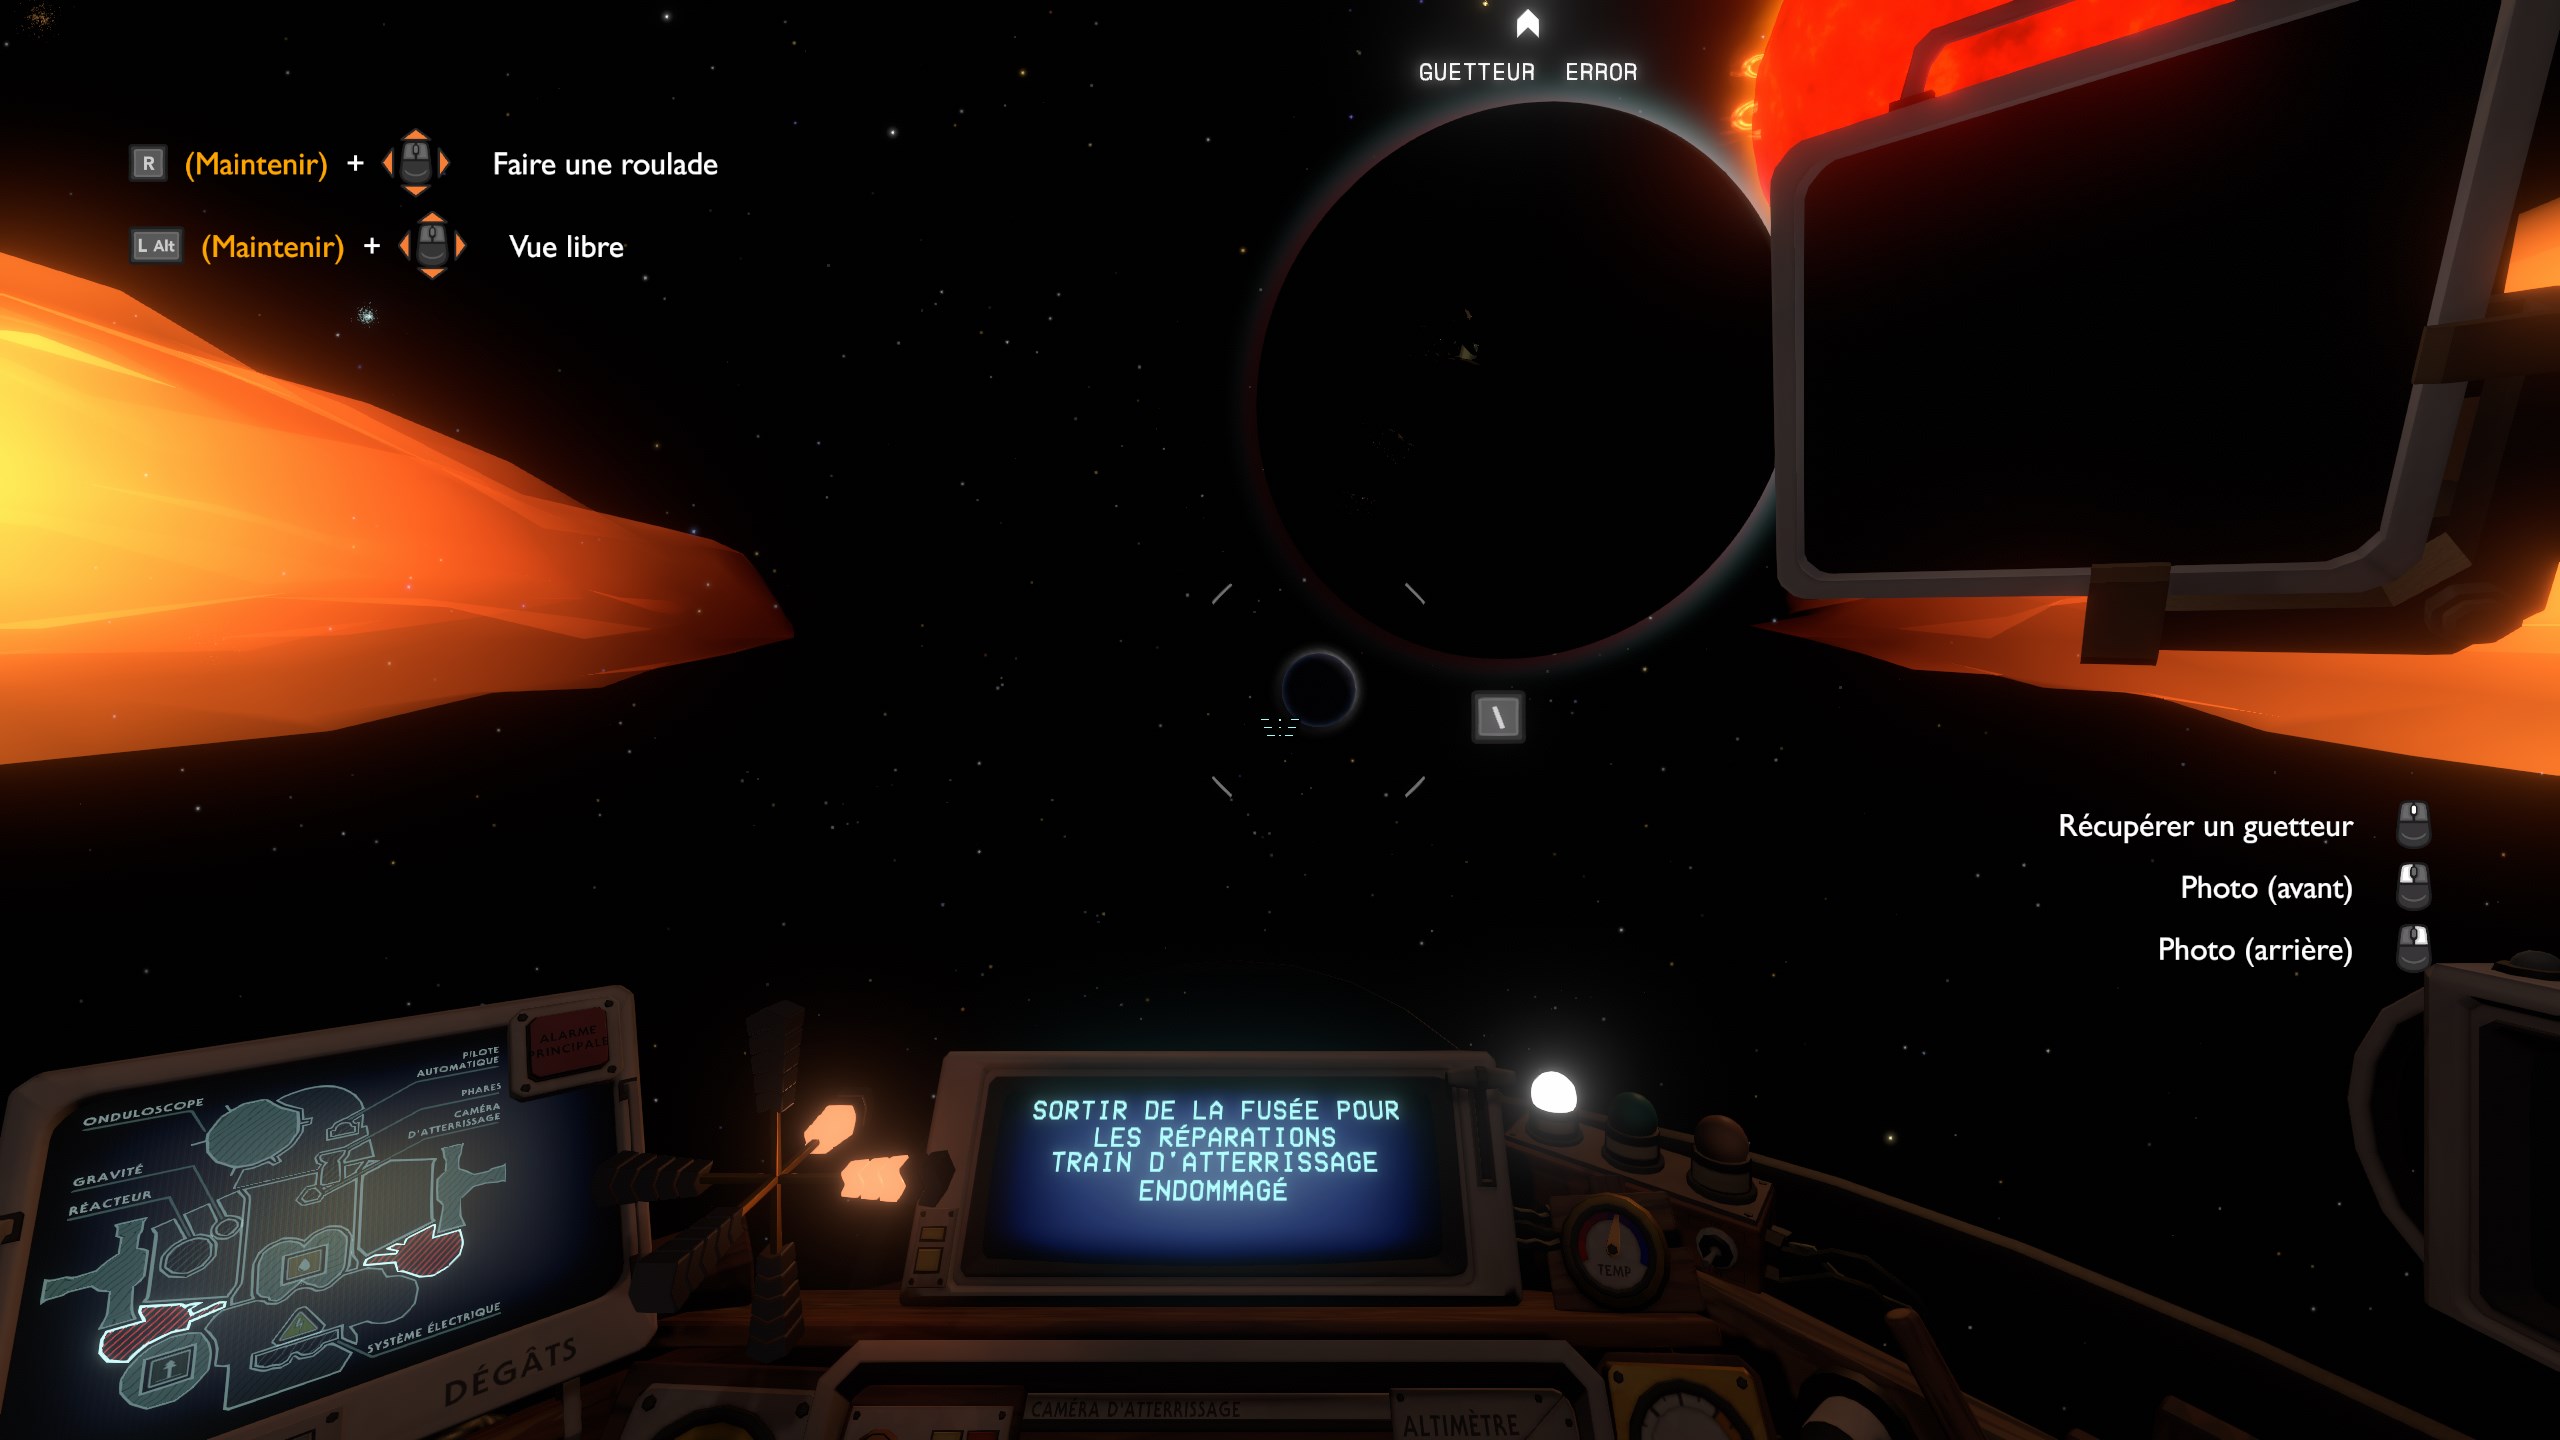 GUETTEUR ERROR
R (Maintenir) + Faire une roulade
L Alt (Maintenir) + Vue libre
\
Récupérer un guetteur
Photo (avant)
Photo (arrière)
ALARME
PRINCIPALE
PILOTE
AUTOMATIQUE
PHARES
CAMÉRA
D'ATTERRISSAGE
ONDULOSCOPE
GRAVITÉ
RÉACTEUR
SYSTÈME ÉLECTRIQUE
DÉGÂTS
SORTIR DE LA FUSÉE POUR
LES RÉPARATIONS
TRAIN D'ATTERRISSAGE
ENDOMMAGÉ
TEMP
CAMÉRA D'ATTERRISSAGE
ALTIMÈTRE